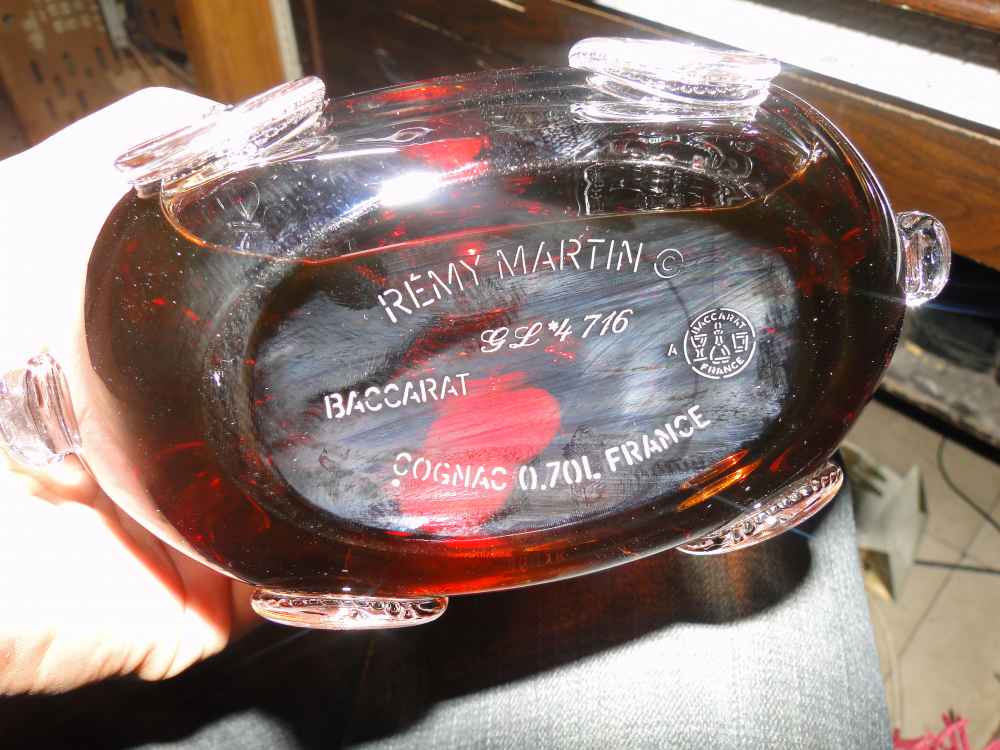 RÉMY MARTIN ©
GL *4 716
A BACCARAT FRANCE
BACCARAT
COGNAC 0.70L FRANCE